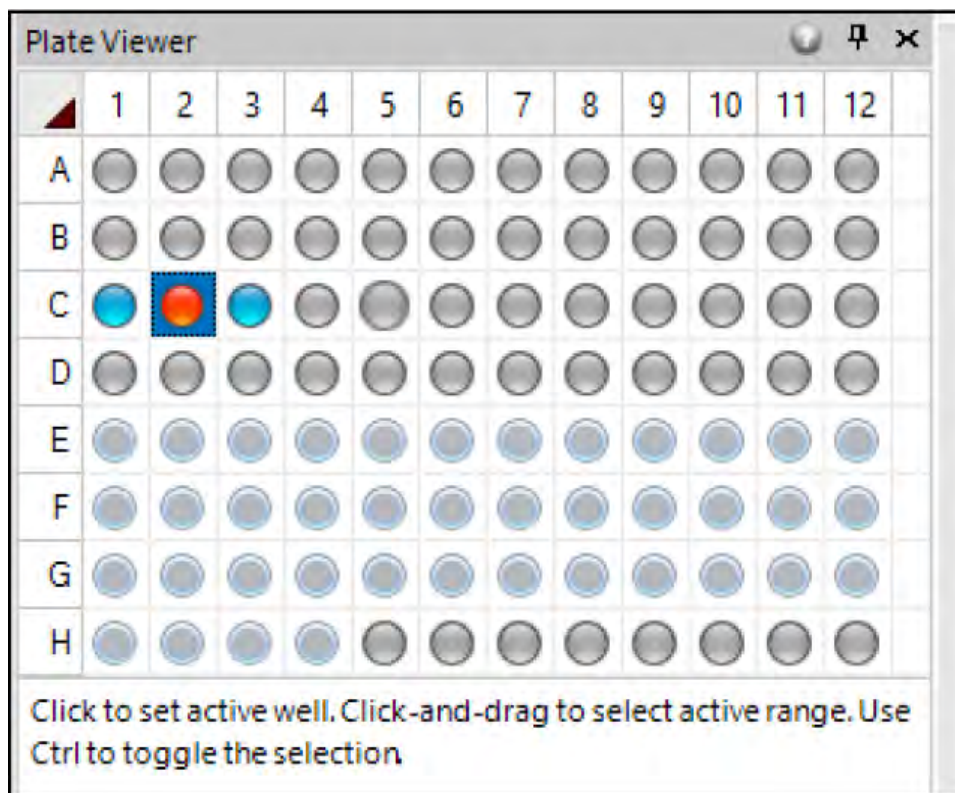 Plate Viewer
1 2 3 4 5 6 7 8 9 10 11 12
A
B
C
D
E
F
G
H
Click to set active well. Click-and-drag to select active range. Use
Ctrl to toggle the selection.